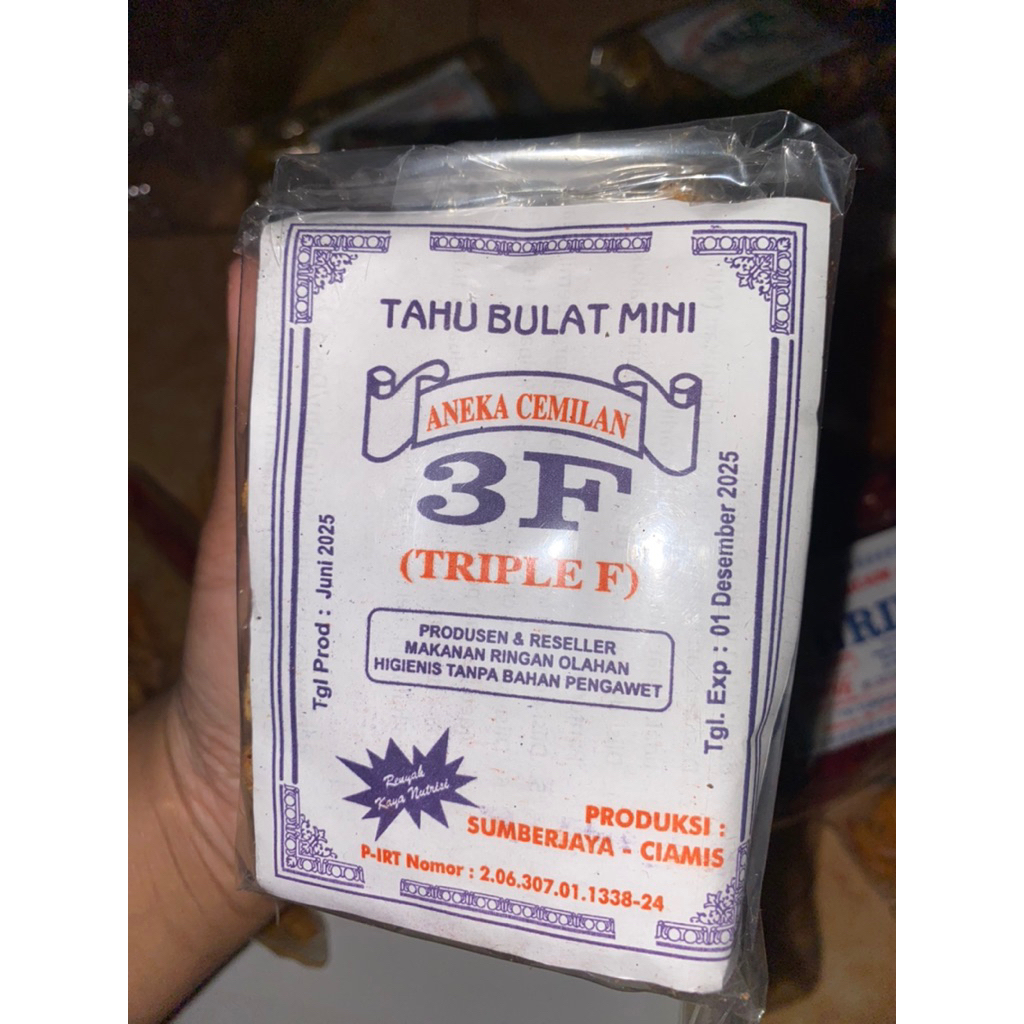 TAHU BULAT MINI
ANEKA CEMILAN
3F
(TRIPLE F)
PRODUSEN & RESELLER
MAKANAN RINGAN OLAHAN
HIGIENIS TANPA BAHAN PENGAWET
Tgl Prod : Juni 2025
Tgl. Exp : 01 Desember 2025
Renyah
Kaya Nutrisi
PRODUKSI :
SUMBERJAYA - CIAMIS
P-IRT Nomor : 2.06.307.01.1338-24